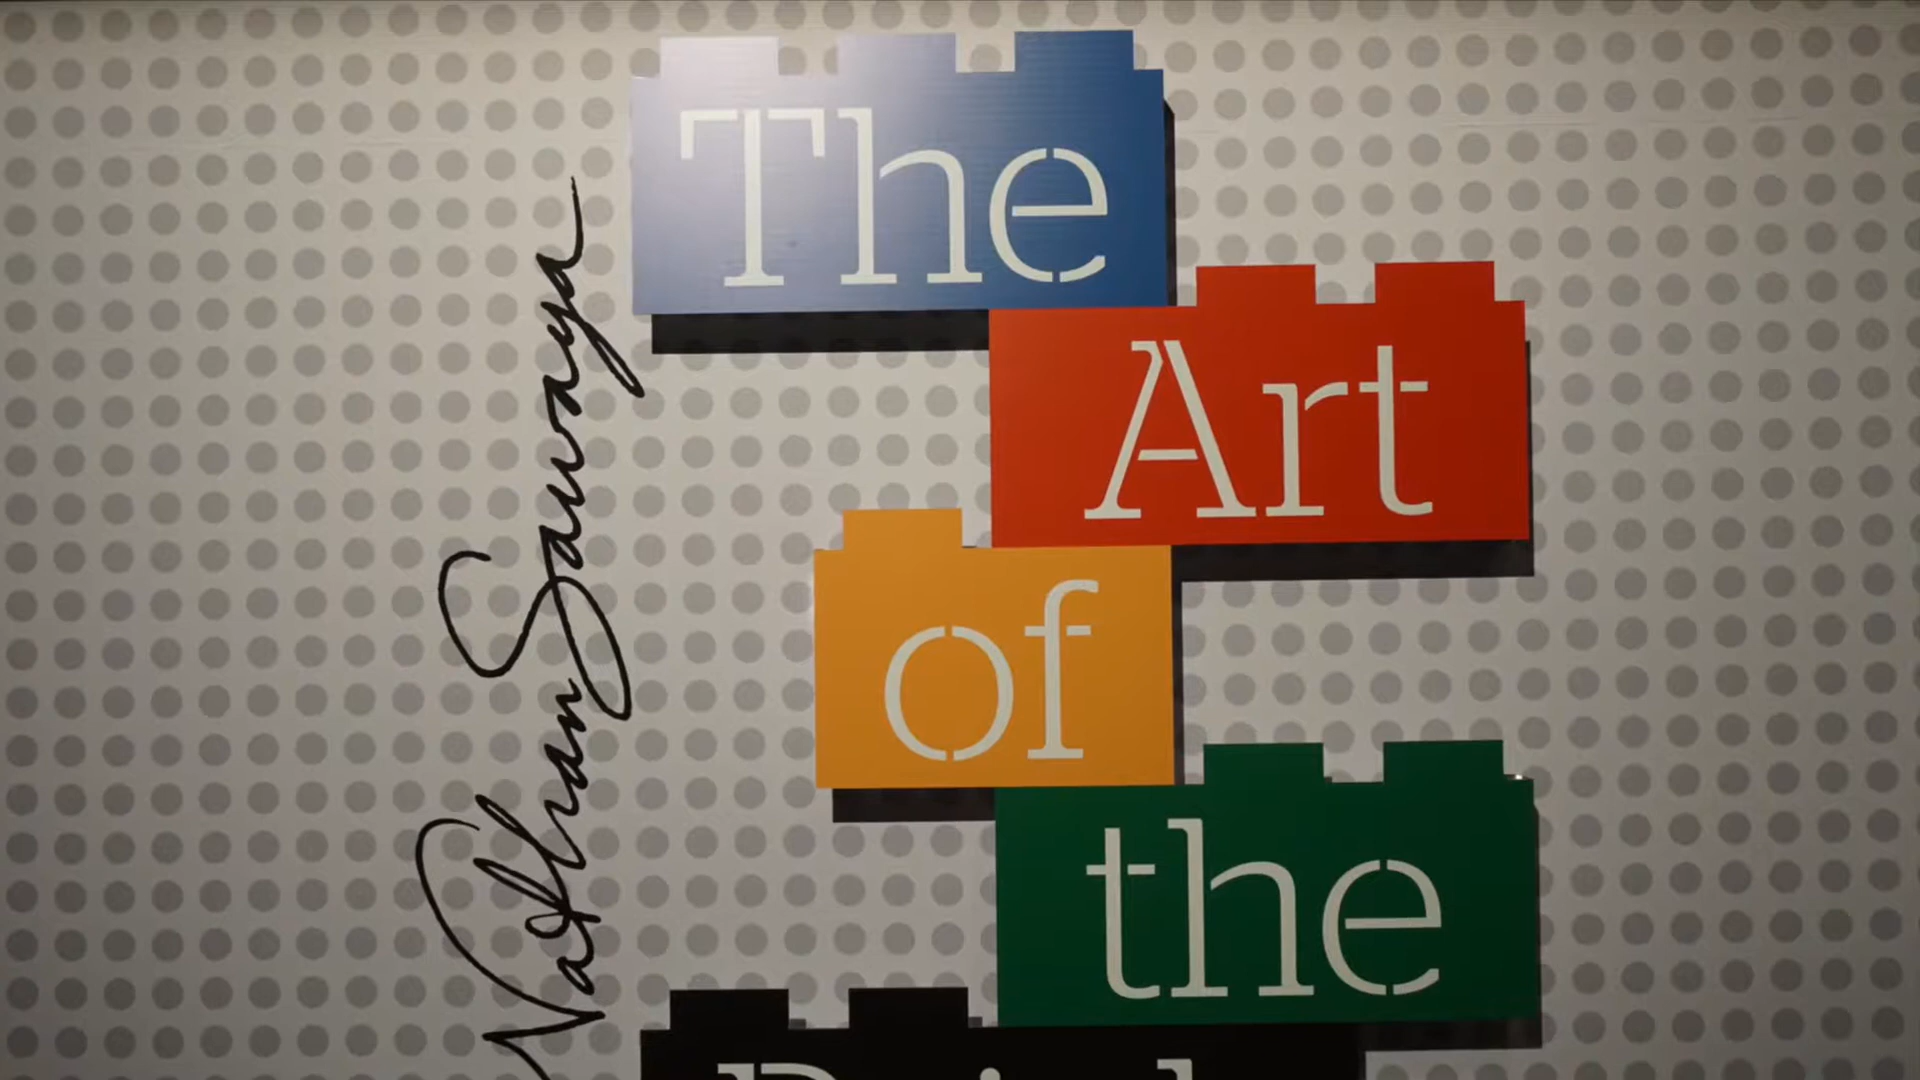 Nathan Sawaya
The
Art
of
the